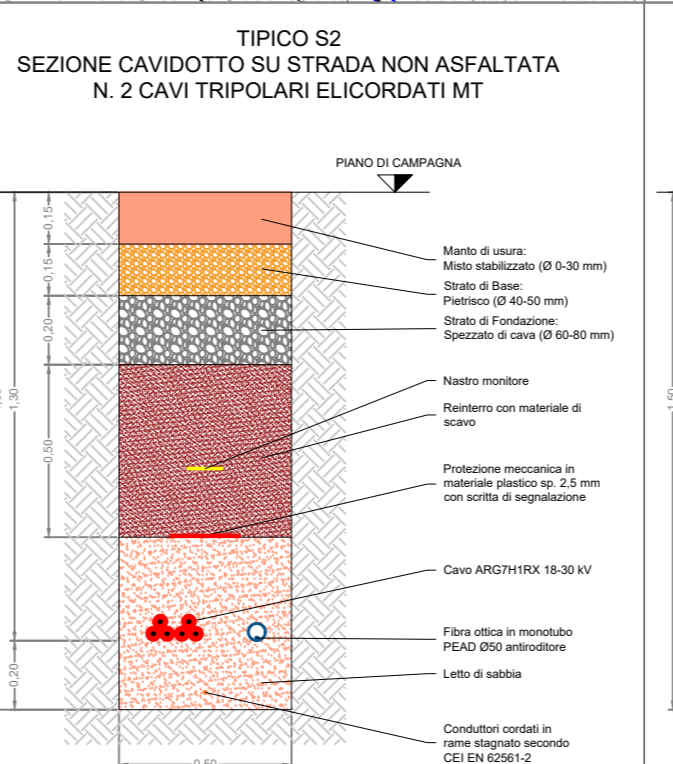 TIPICO S2
SEZIONE CAVIDOTTO SU STRADA NON ASFALTATA
N. 2 CAVI TRIPOLARI ELICORDATI MT
PIANO DI CAMPAGNA
0,15
0,15
0,20
1,30
0,50
0,20
0,50
1,50
Manto di usura:
Misto stabilizzato (Ø 0-30 mm)
Strato di Base:
Pietrisco (Ø 40-50 mm)
Strato di Fondazione:
Spezzato di cava (Ø 60-80 mm)
Nastro monitore
Reinterro con materiale di
scavo
Protezione meccanica in
materiale plastico sp. 2,5 mm
con scritta di segnalazione
Cavo ARG7H1RX 18-30 kV
Fibra ottica in monotubo
PEAD Ø50 antiroditore
Letto di sabbia
Conduttori cordati in
rame stagnato secondo
CEI EN 62561-2